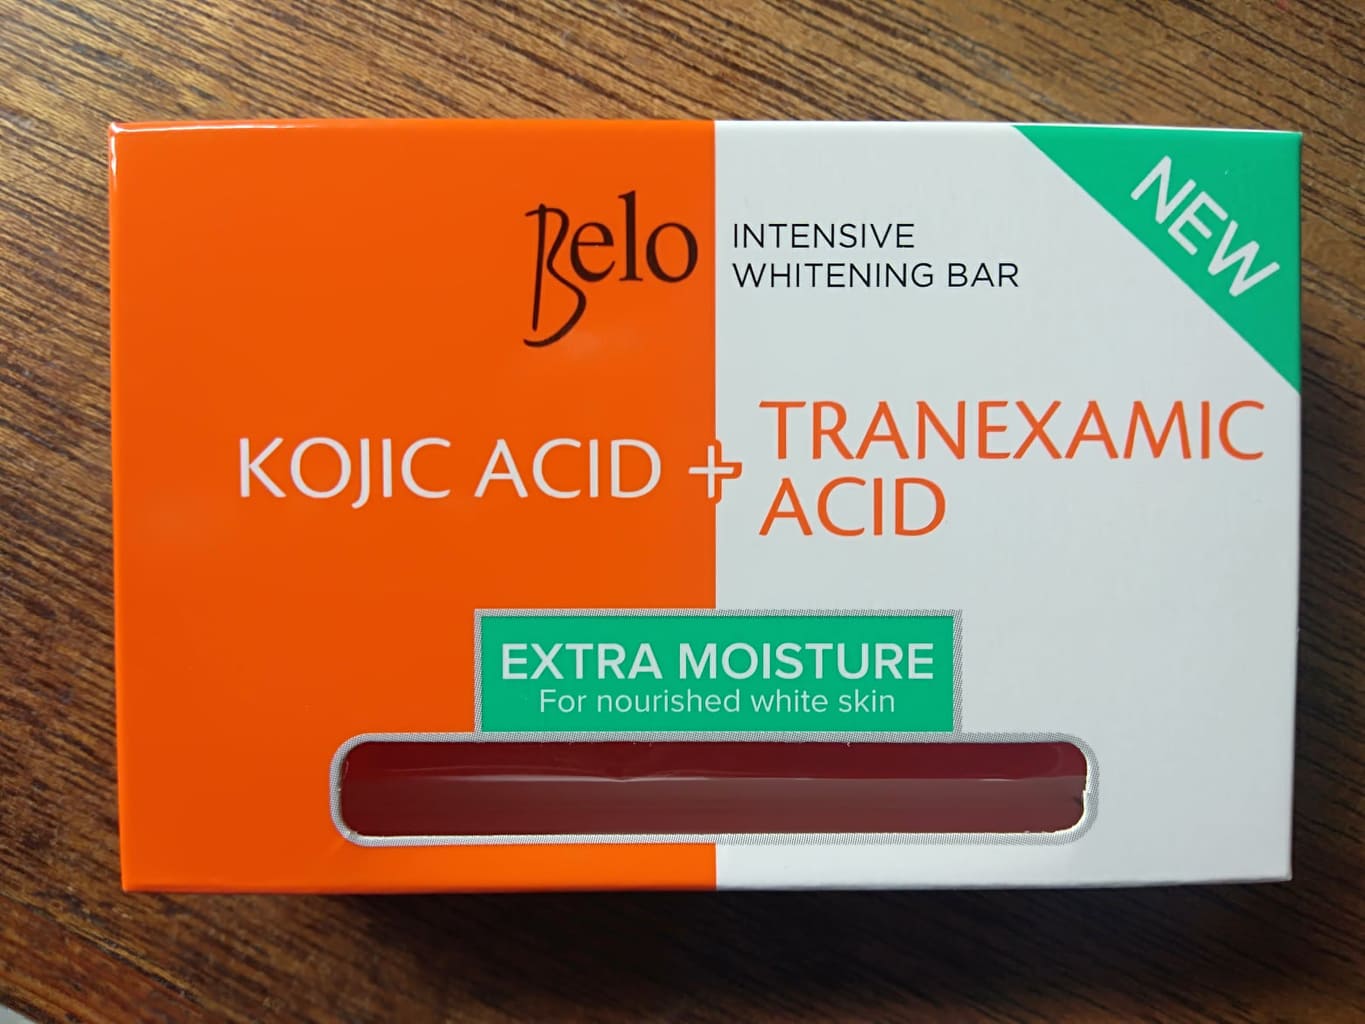 Belo
INTENSIVE
WHITENING BAR
NEW
KOJIC ACID +
TRANEXAMIC
ACID
EXTRA MOISTURE
For nourished white skin